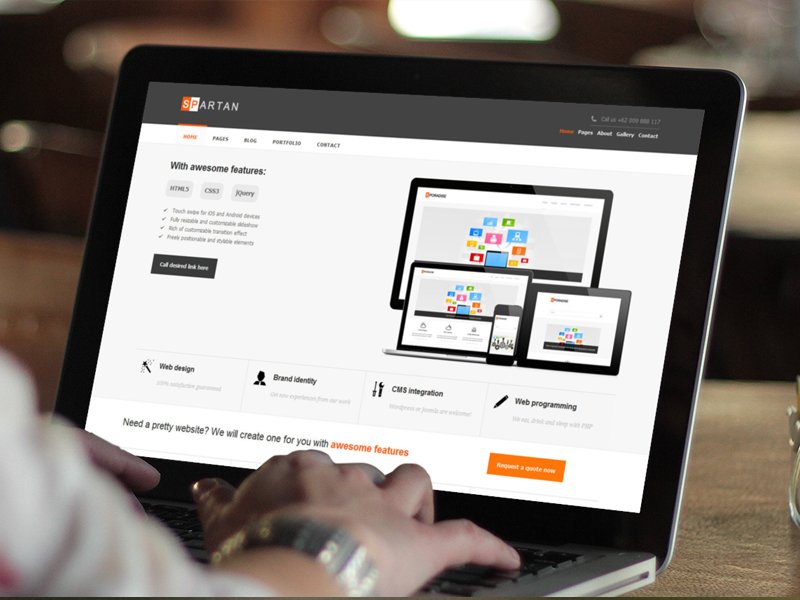 SPARTAN
Call us +62 009 888 117
Home Pages About Gallery Contact
HOME PAGES BLOG PORTFOLIO CONTACT
With awesome features:
HTML5 CSS3 jQuery
Touch swipe for iOS and Android devices
Fully resizable and customisable slideshow
Rich of customizable transition effect
Freely positionable and stylable elements
Call desired link here
Web design
100% satisfaction guaranteed
Brand identity
Get new experiences from our work
CMS integration
Wordpress or Joomla are welcome!
Web programming
We eat, drink and sleep with PHP
Need a pretty website? We will create one for you with awesome features
Request a quote now